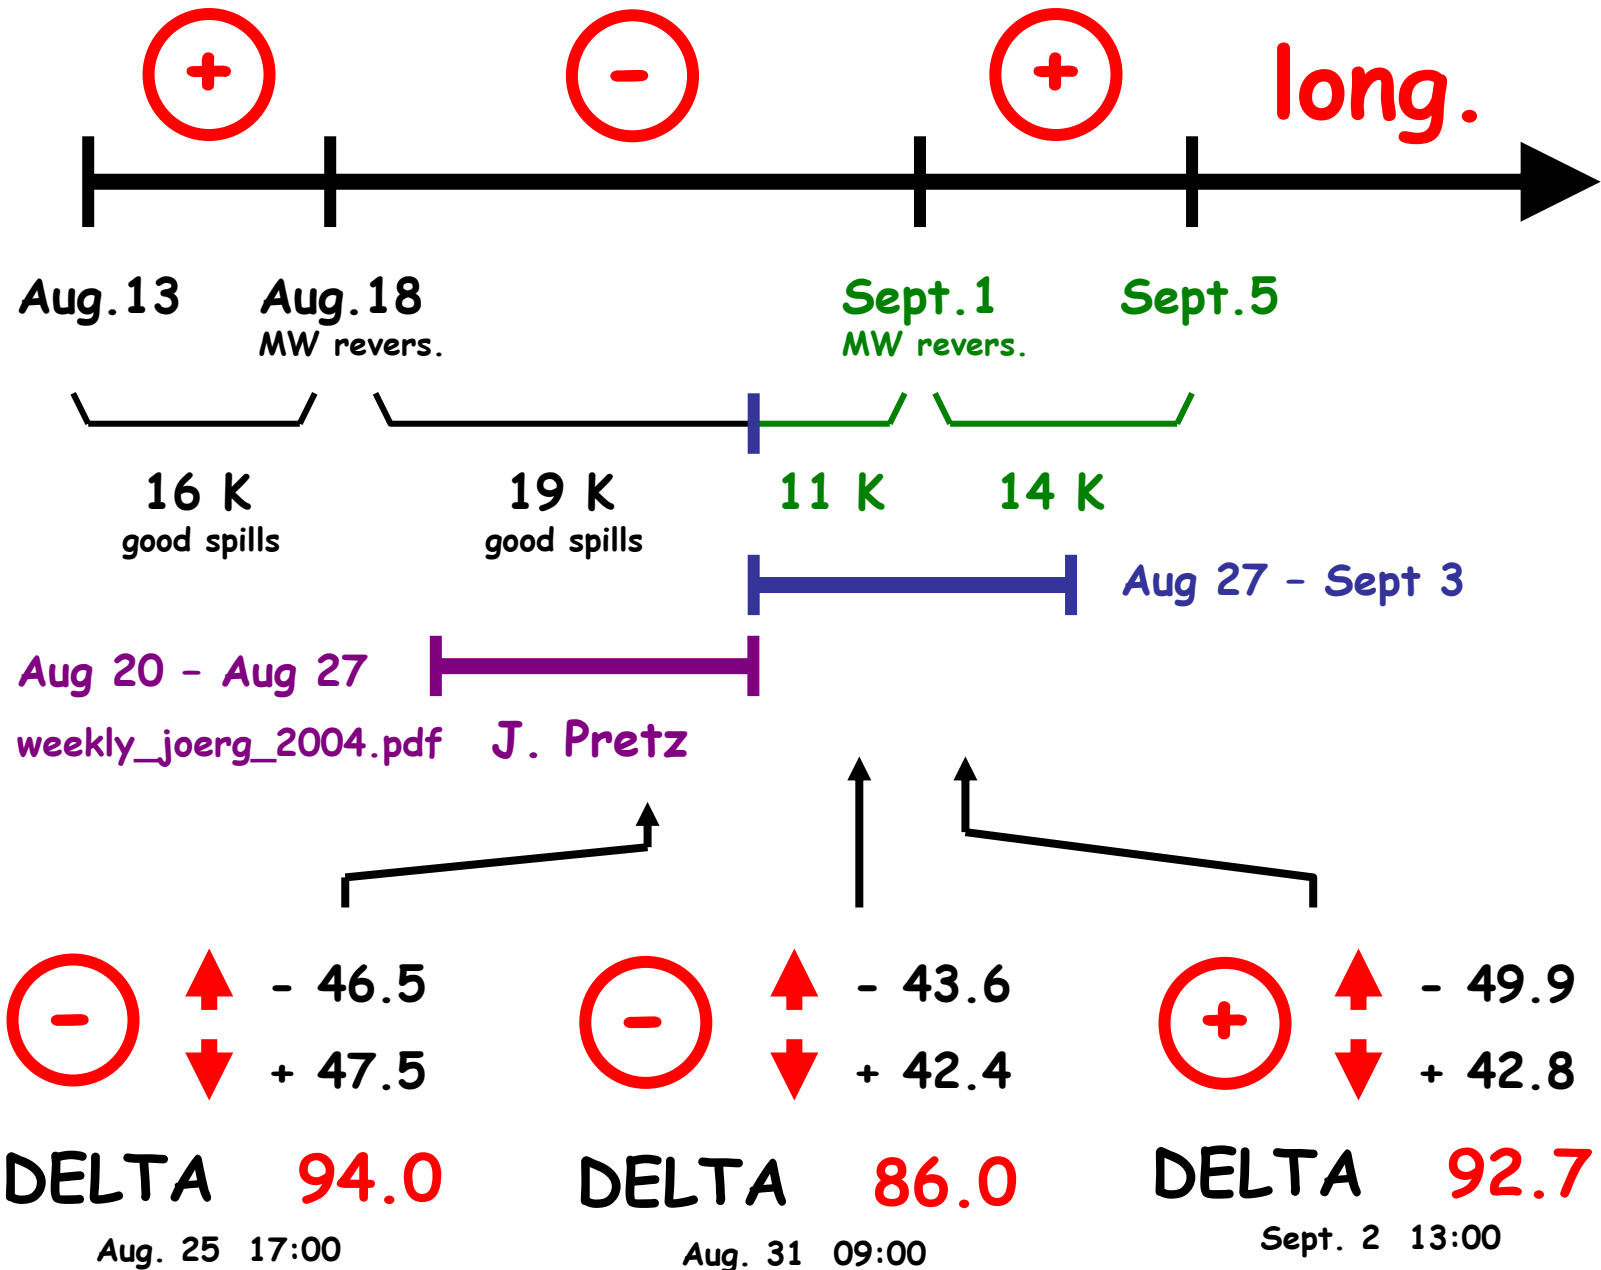 + - + long.
Aug.13 Aug.18 Sept.1 Sept.5
MW revers. MW revers.
16 K 19 K 11 K 14 K
good spills good spills
Aug 27 - Sept 3
Aug 20 - Aug 27
weekly_joerg_2004.pdf J. Pretz
- - 46.5 - - 43.6 + - 49.9
+ 47.5 + 42.4 + 42.8
DELTA 94.0 DELTA 86.0 DELTA 92.7
Aug. 25 17:00 Aug. 31 09:00 Sept. 2 13:00